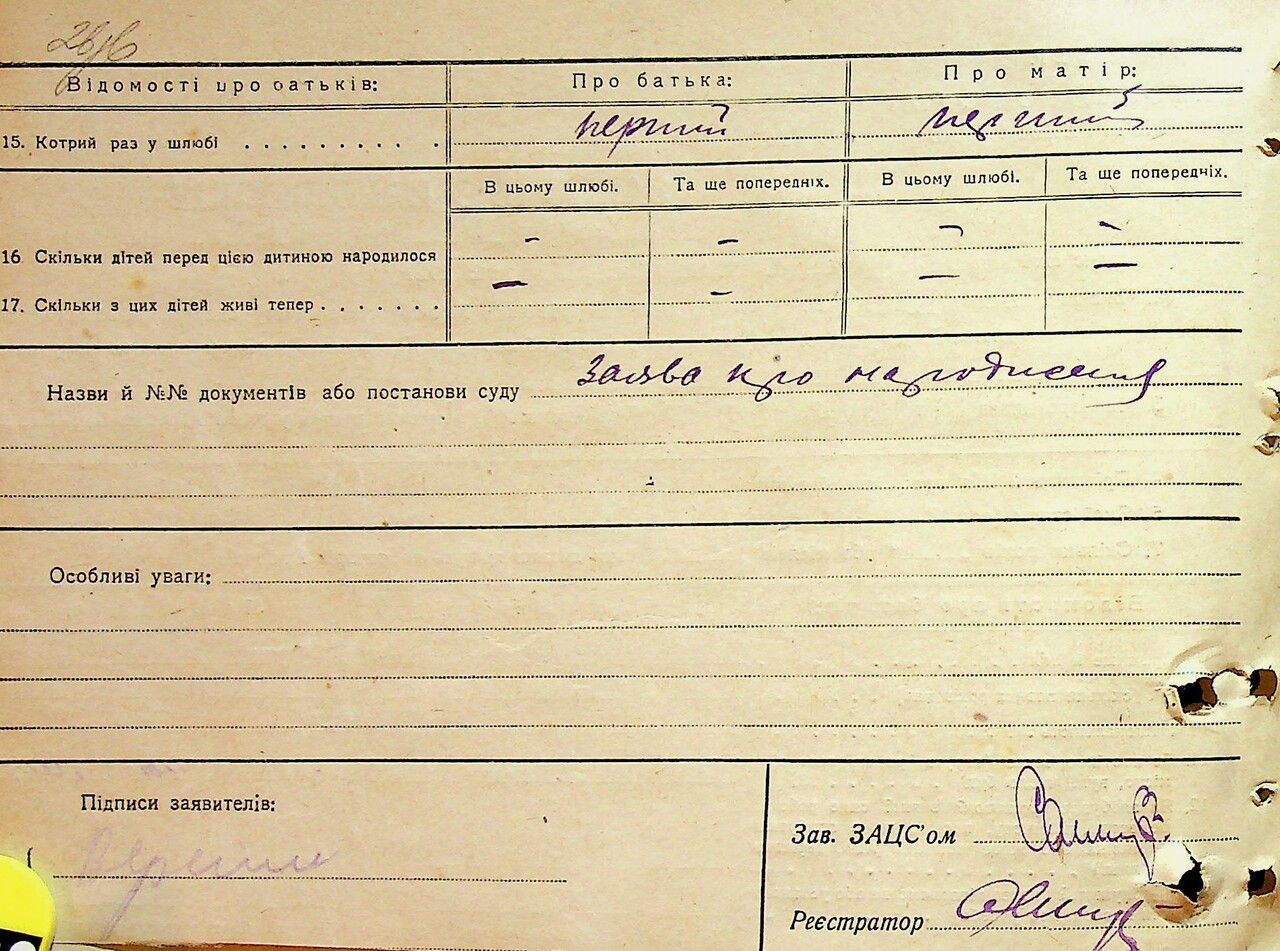 Відомості про батьків: Про батька: Про матір:
15. Котрий раз у шлюбі . . . . . . . . . . перший перший
В цьому шлюбі. Та ще попередніх. В цьому шлюбі. Та ще попередніх.
16 Скільки дітей перед цією дитиною народилося – – – –
17. Скільки з цих дітей живі тепер . . . . . . . – – – –
Назви й №№ документів або постанови суду Заява про народження
Особливі уваги:
Підписи заявителів:
Зав. ЗАЦС'ом
Реєстратор